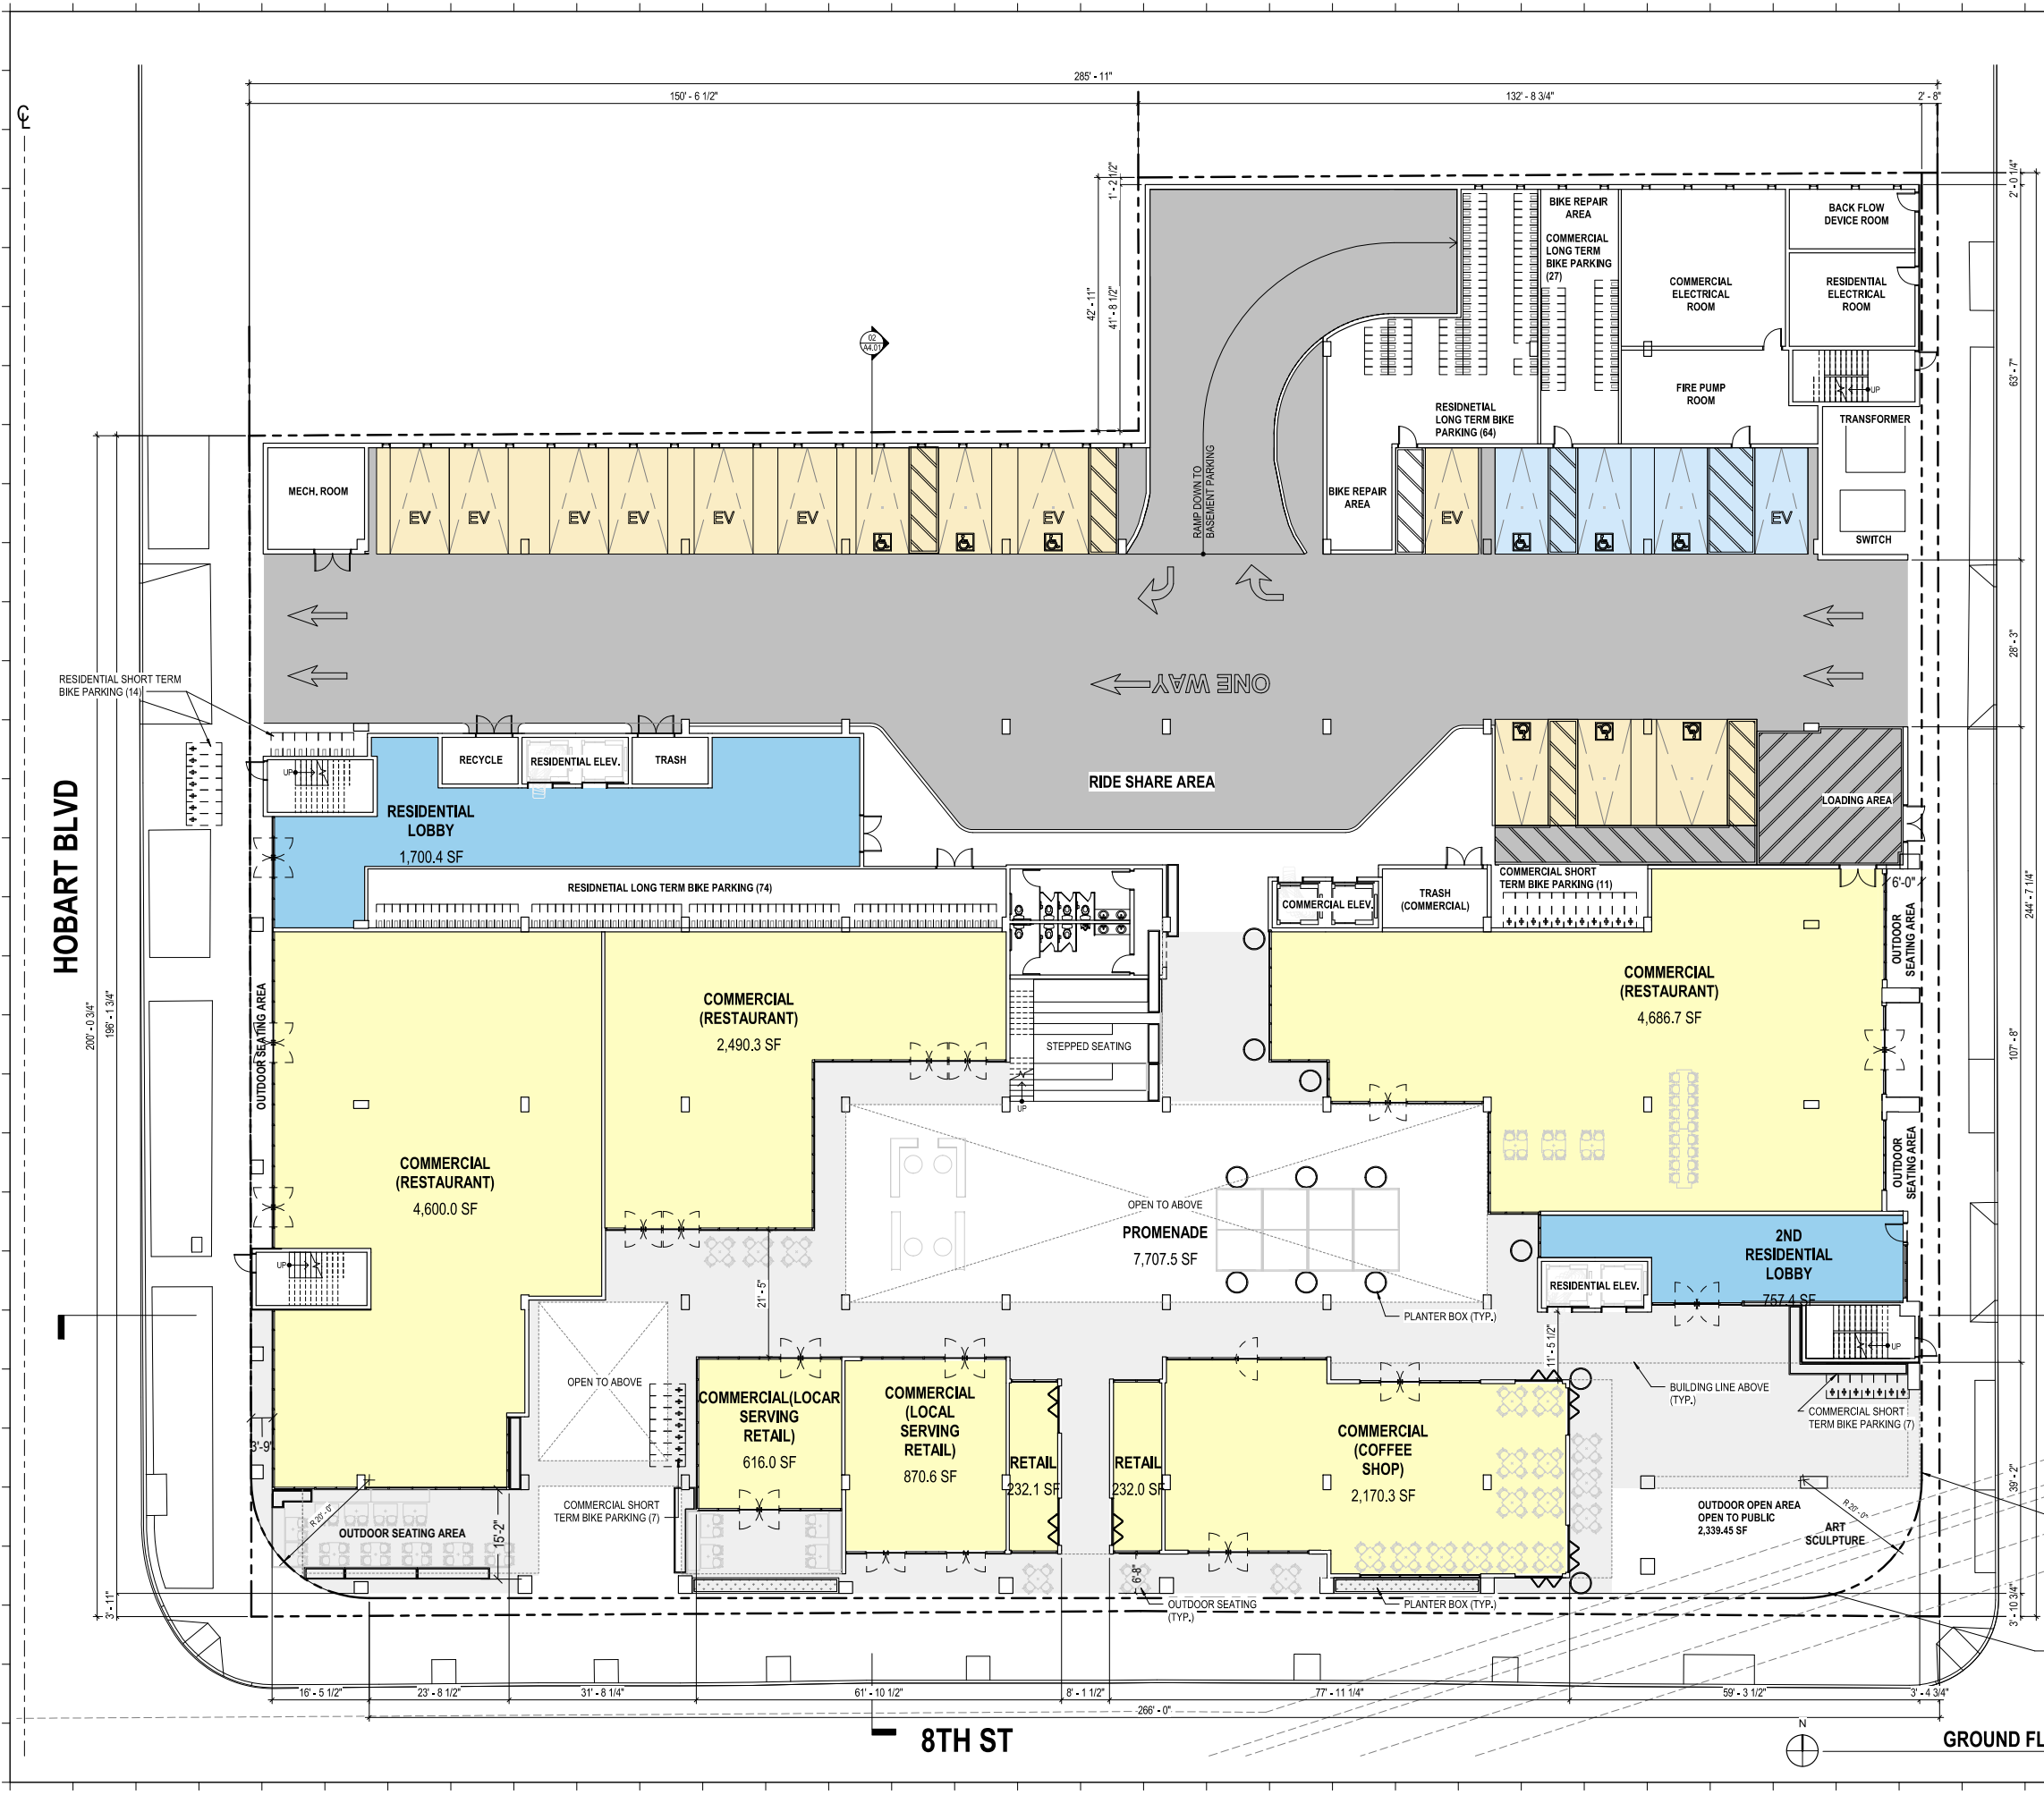 285' - 11"
150' - 6 1/2"
132' - 8 3/4"
2' - 8"
1' - 2 1/2"
42' - 11"
41' - 8 1/2"
2' - 0 1/4"
63' - 7"
28' - 3"
244' - 7 1/4"
107' - 8"
39' - 2"
3' - 10 3/4"
02
A4.01
BIKE REPAIR
AREA
COMMERCIAL
LONG TERM
BIKE PARKING
(27)
BACK FLOW
DEVICE ROOM
COMMERCIAL
ELECTRICAL
ROOM
RESIDENTIAL
ELECTRICAL
ROOM
FIRE PUMP
ROOM
UP
TRANSFORMER
SWITCH
RESIDNETIAL
LONG TERM BIKE
PARKING (64)
BIKE REPAIR
AREA
RAMP DOWN TO
BASEMENT PARKING
MECH. ROOM
EV
EV
EV
EV
EV
EV
EV
EV
EV
ONE WAY
RESIDENTIAL SHORT TERM
BIKE PARKING (14)
HOBART BLVD
200' - 0 3/4"
196' - 1 3/4"
3' - 11"
RECYCLE
RESIDENTIAL ELEV.
TRASH
UP
RESIDENTIAL
LOBBY
1,700.4 SF
RIDE SHARE AREA
LOADING AREA
RESIDNETIAL LONG TERM BIKE PARKING (74)
COMMERCIAL ELEV.
TRASH
(COMMERCIAL)
COMMERCIAL SHORT
TERM BIKE PARKING (11)
6'-0"
OUTDOOR
SEATING AREA
OUTDOOR
SEATING AREA
OUTDOOR SEATING AREA
COMMERCIAL
(RESTAURANT)
2,490.3 SF
COMMERCIAL
(RESTAURANT)
4,686.7 SF
STEPPED SEATING
UP
COMMERCIAL
(RESTAURANT)
4,600.0 SF
OPEN TO ABOVE
PROMENADE
7,707.5 SF
2ND
RESIDENTIAL
LOBBY
757.4 SF
RESIDENTIAL ELEV.
UP
21' - 5"
PLANTER BOX (TYP.)
11' - 5 1/2"
UP
OPEN TO ABOVE
BUILDING LINE ABOVE
(TYP.)
COMMERCIAL SHORT
TERM BIKE PARKING (7)
COMMERCIAL(LOCAR
SERVING
RETAIL)
616.0 SF
COMMERCIAL
(LOCAL
SERVING
RETAIL)
870.6 SF
RETAIL
232.1 SF
RETAIL
232.0 SF
COMMERCIAL
(COFFEE
SHOP)
2,170.3 SF
3'-9"
R 20' - 0"
OUTDOOR SEATING AREA
15'-2"
COMMERCIAL SHORT
TERM BIKE PARKING (7)
OUTDOOR OPEN AREA
OPEN TO PUBLIC
2,339.45 SF
ART
SCULPTURE
R 20' - 0"
6'-8"
OUTDOOR SEATING
(TYP.)
PLANTER BOX (TYP.)
16' - 5 1/2"
23' - 8 1/2"
31' - 8 1/4"
61' - 10 1/2"
8' - 1 1/2"
77' - 11 1/4"
59' - 3 1/2"
3' - 4 3/4"
266' - 0"
8TH ST
N
GROUND FL